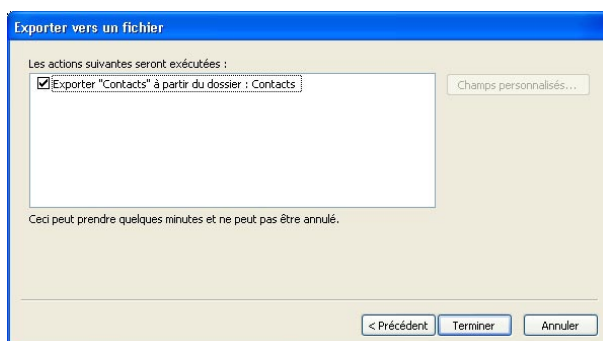 Exporter vers un fichier
Les actions suivantes seront exécutées :
Exporter "Contacts" à partir du dossier : Contacts
Champs personnalisés...
Ceci peut prendre quelques minutes et ne peut pas être annulé.
< Précédent Terminer Annuler